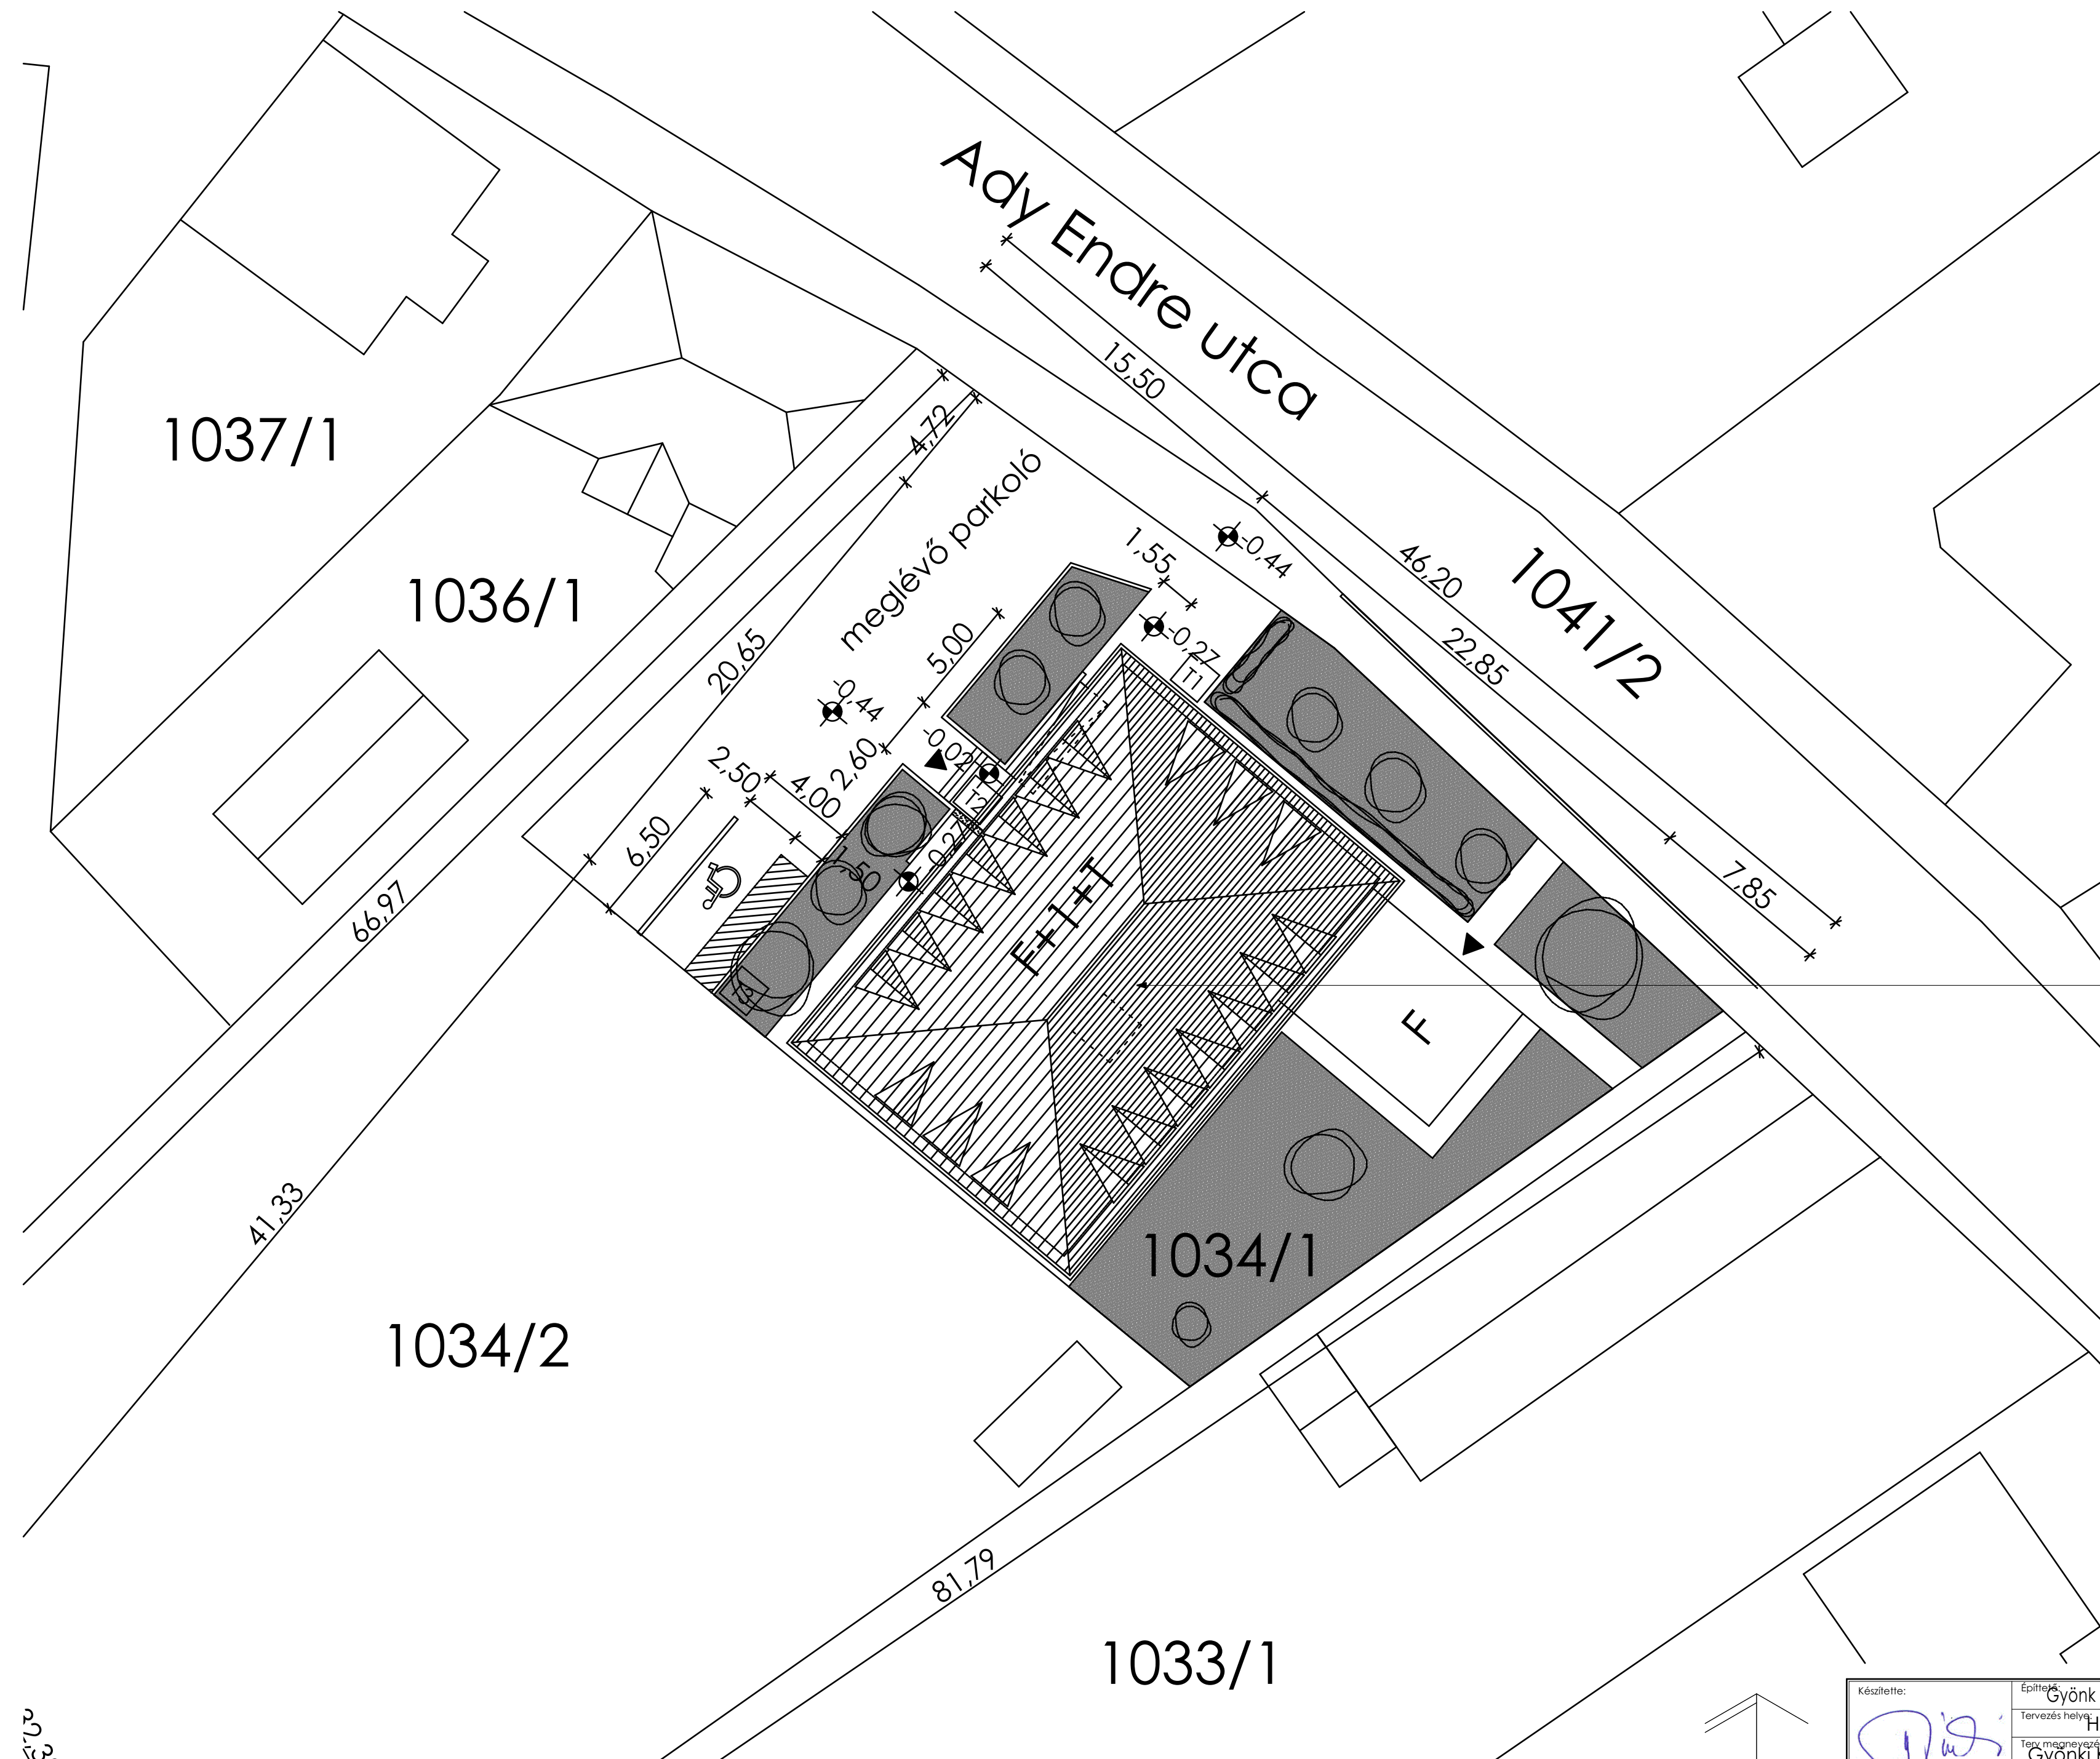 Ady Endre utca
15,50
1037/1
4,72
meglévő parkoló
1,55
-0,44
46,20
1041/2
1036/1
-0,27
T1
22,85
5,00
20,65
-0,44
-0,02
2,60
2,50
4,00
T2
6,50
1,50
-0,27
7,85
F+1+T
66,97
F
41,33
1034/1
1034/2
81,79
1033/1
Készítette:
Építtető:
Gyönk
Tervezés helye:
H